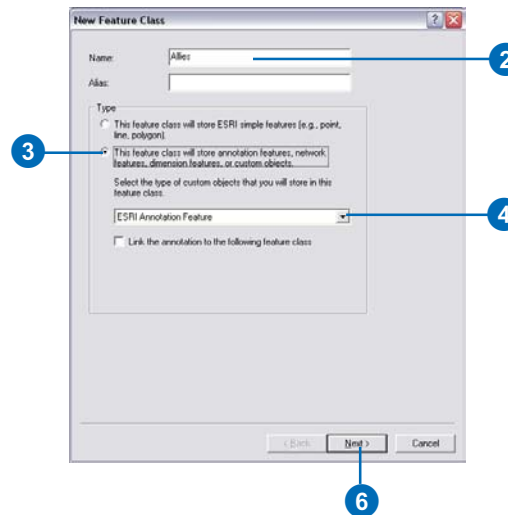 New Feature Class
Name:
Allies
2
Alias:
Type
This feature class will store ESRI simple features (e.g., point,
line, polygon).
3
This feature class will store annotation features, network
features, dimension features, or custom objects.
Select the type of custom objects that you will store in this
feature class.
ESRI Annotation Feature
4
Link the annotation to the following feature class
< Back
Next >
Cancel
6